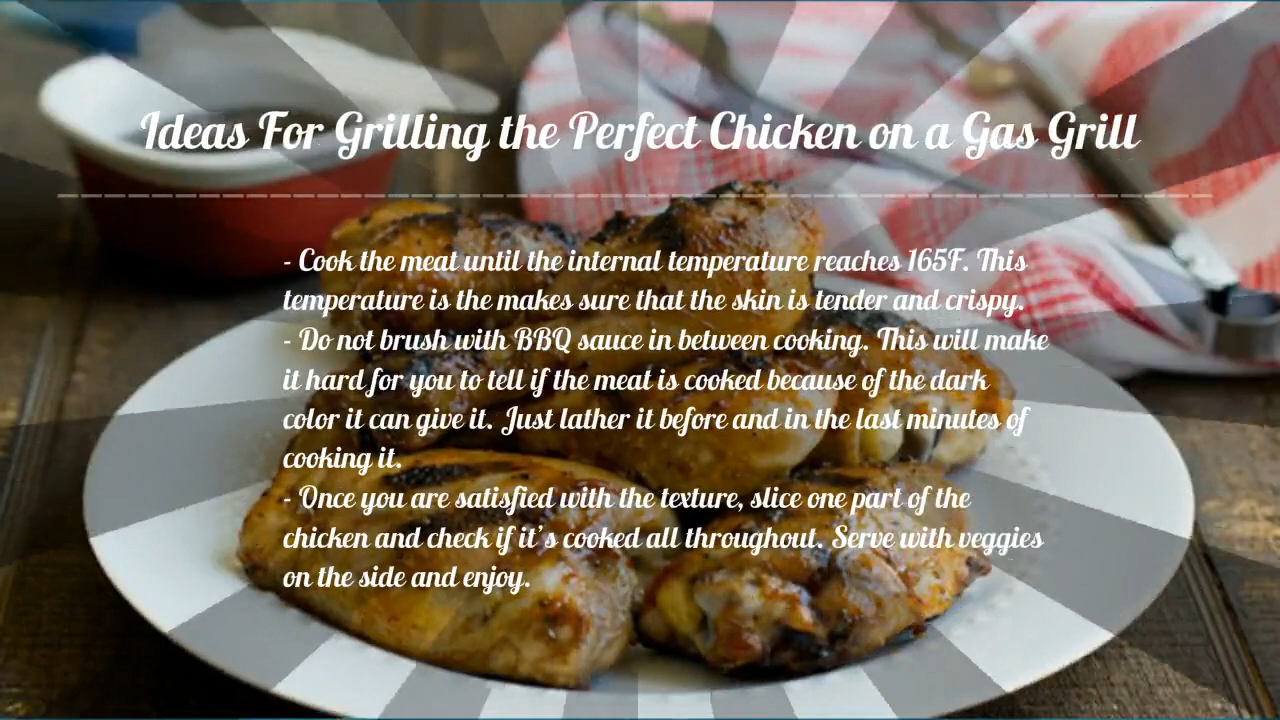 Ideas For Grilling the Perfect Chicken on a Gas Grill
- Cook the meat until the internal temperature reaches 165F. This
temperature is the makes sure that the skin is tender and crispy.
- Do not brush with BBQ sauce in between cooking. This will make
it hard for you to tell if the meat is cooked because of the dark
color it can give it. Just lather it before and in the last minutes of
cooking it.
- Once you are satisfied with the texture, slice one part of the
chicken and check if it's cooked all throughout. Serve with veggies
on the side and enjoy.